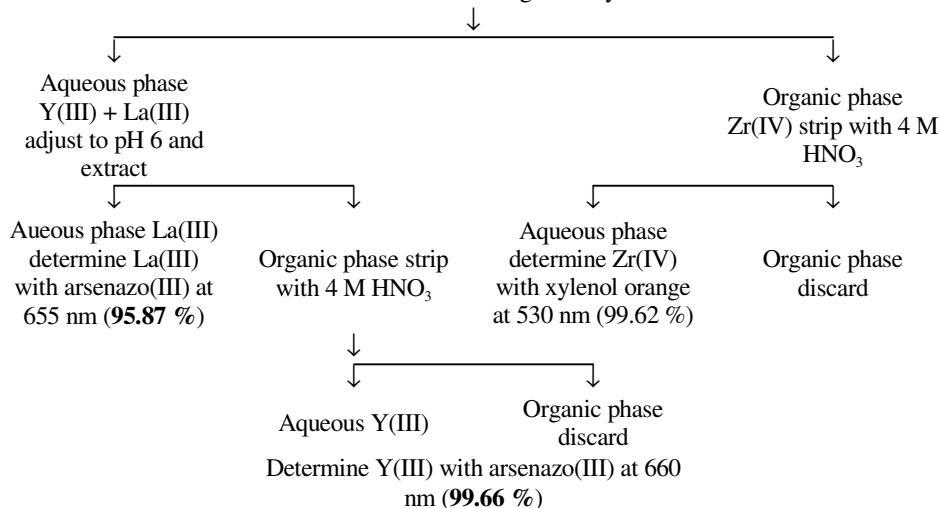 Aqueous phase
Y(III) + La(III)
adjust to pH 6 and
extract
Organic phase
Zr(IV) strip with 4 M
HNO₃
Aueous phase La(III)
determine La(III)
with arsenazo(III) at
655 nm (95.87 %)
Organic phase strip
with 4 M HNO₃
Aqueous phase
determine Zr(IV)
with xylenol orange
at 530 nm (99.62 %)
Organic phase
discard
Aqueous Y(III)
Organic phase
discard
Determine Y(III) with arsenazo(III) at 660
nm (99.66 %)